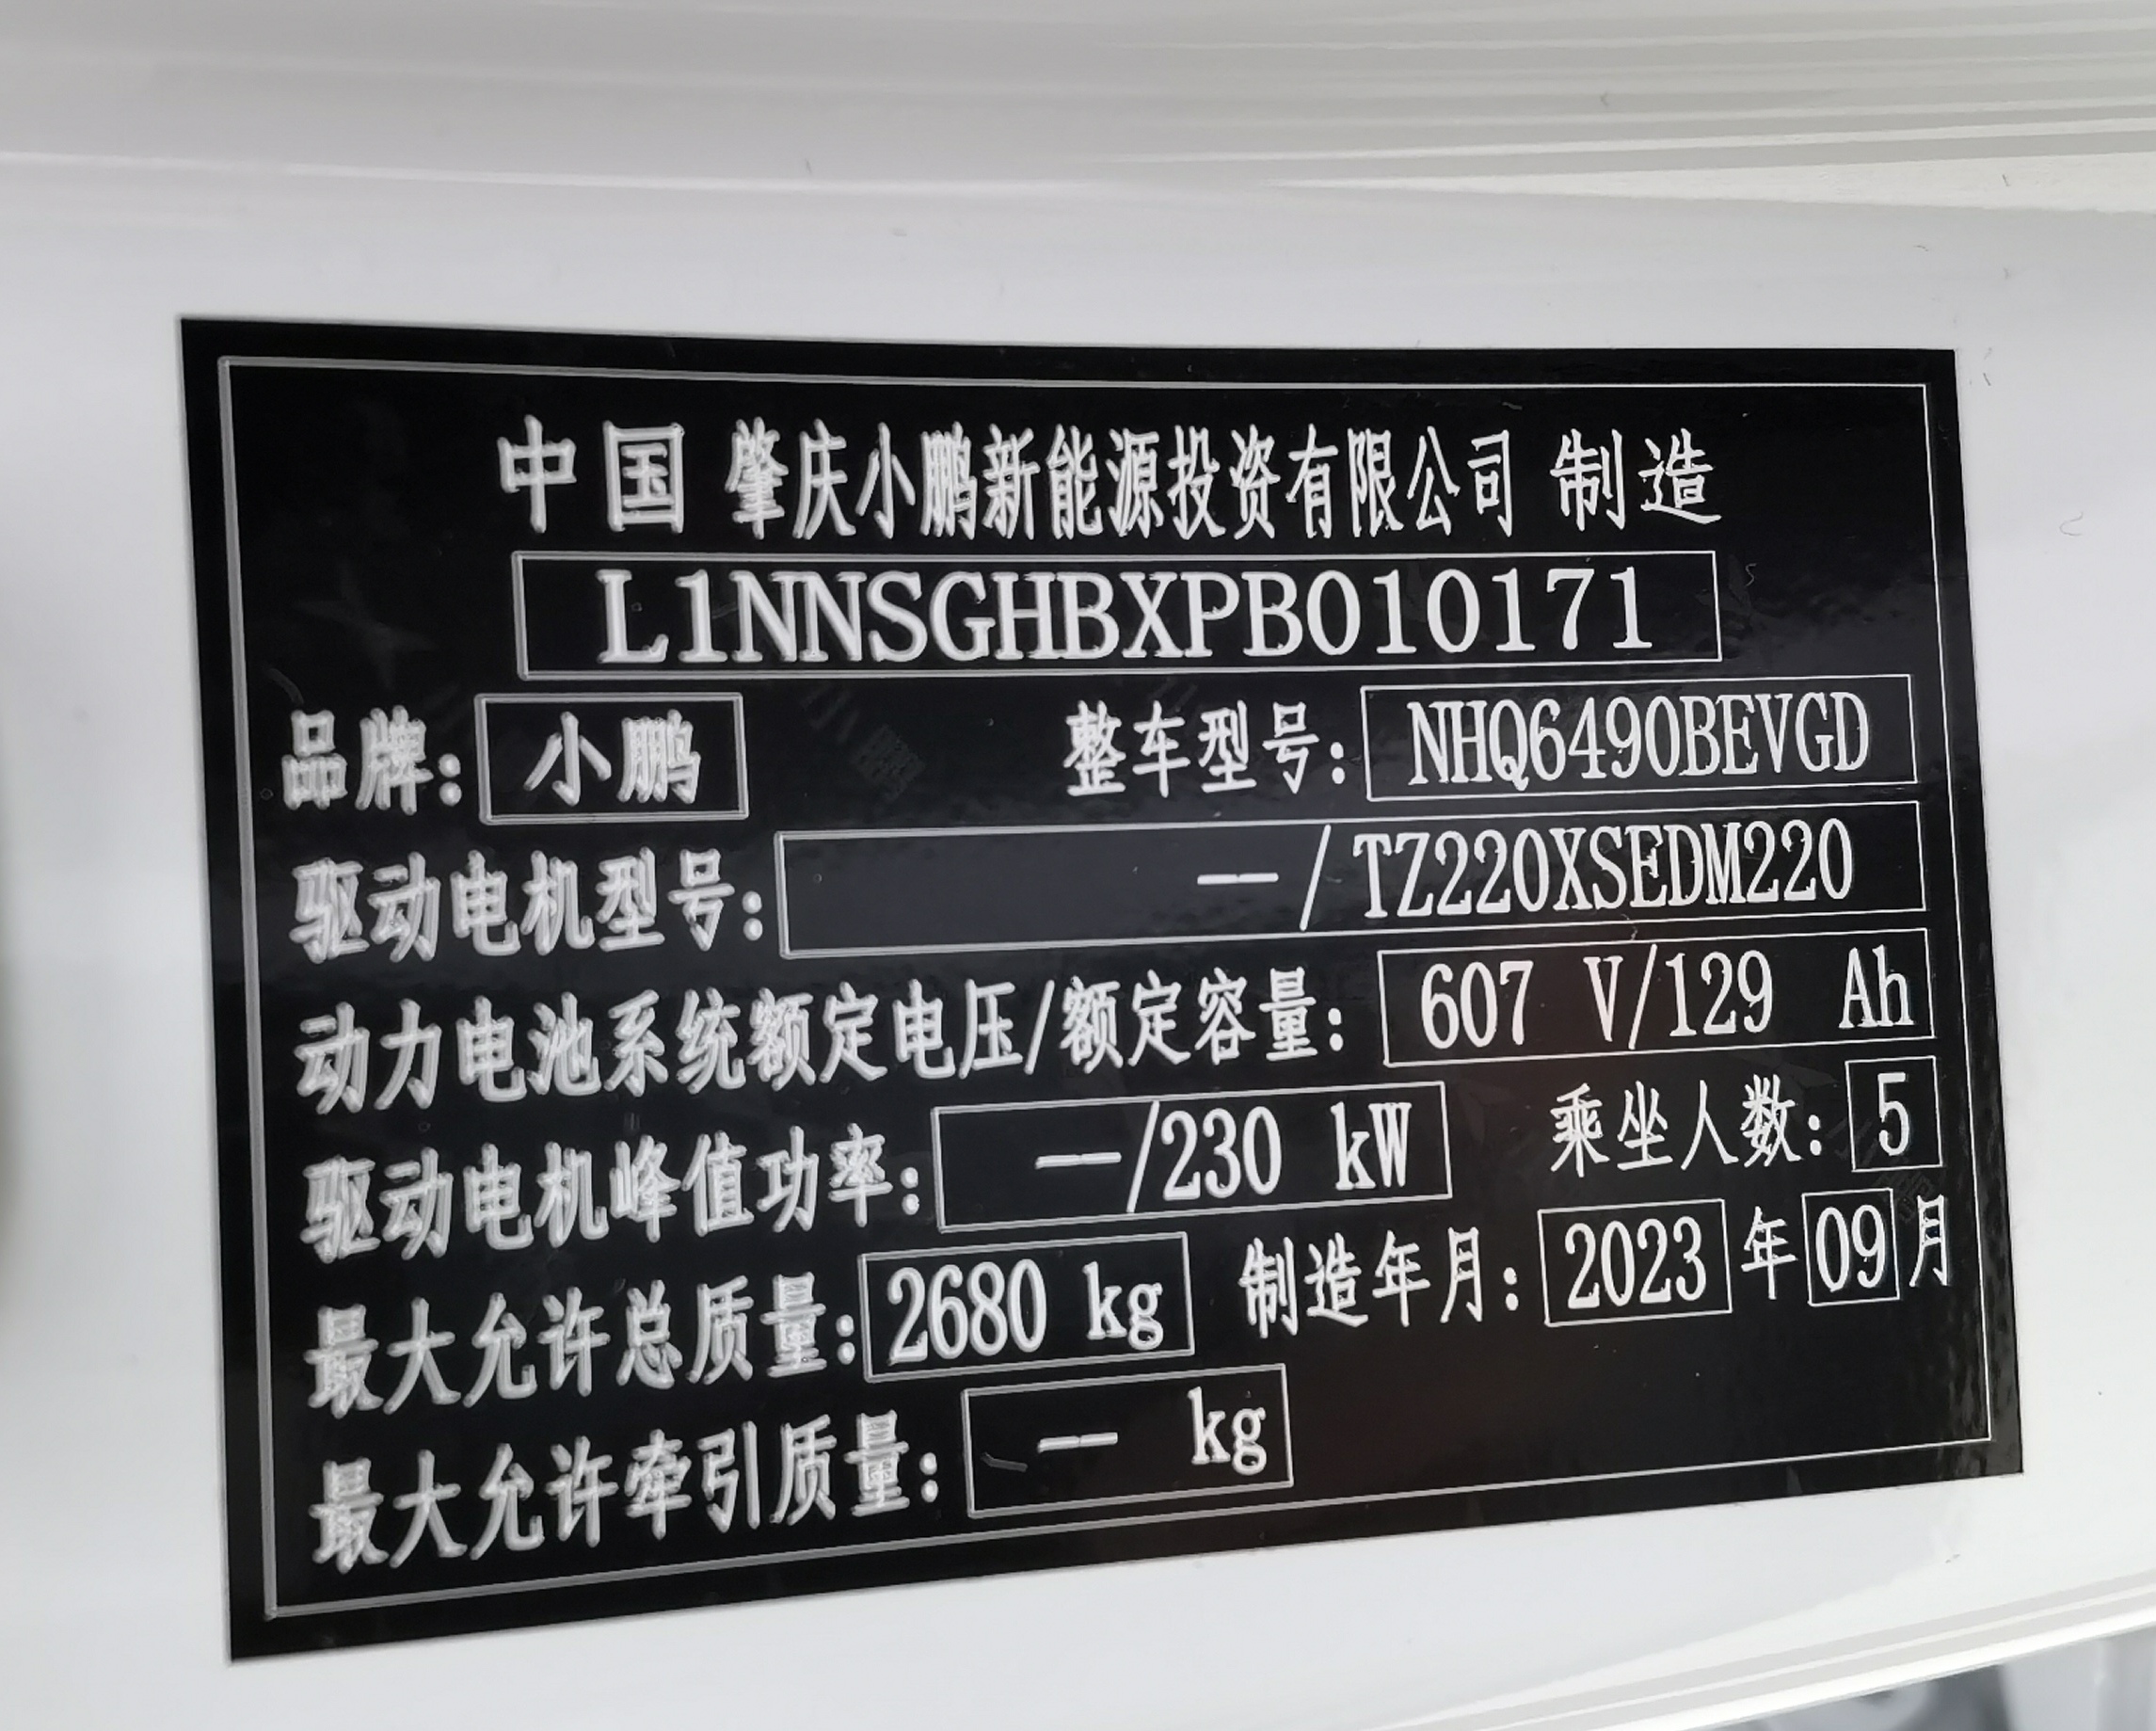 中国 肇庆小鹏新能源投资有限公司 制造
L1NNSGHBXPB010171
品牌: 小鹏 整车型号: NHQ6490BEVGD
驱动电机型号: —/TZ220XSEDM220
动力电池系统额定电压/额定容量: 607 V/129 Ah
驱动电机峰值功率: —/230 kW 乘坐人数: 5
最大允许总质量: 2680 kg 制造年月: 2023 年 09 月
最大允许牵引质量: — kg